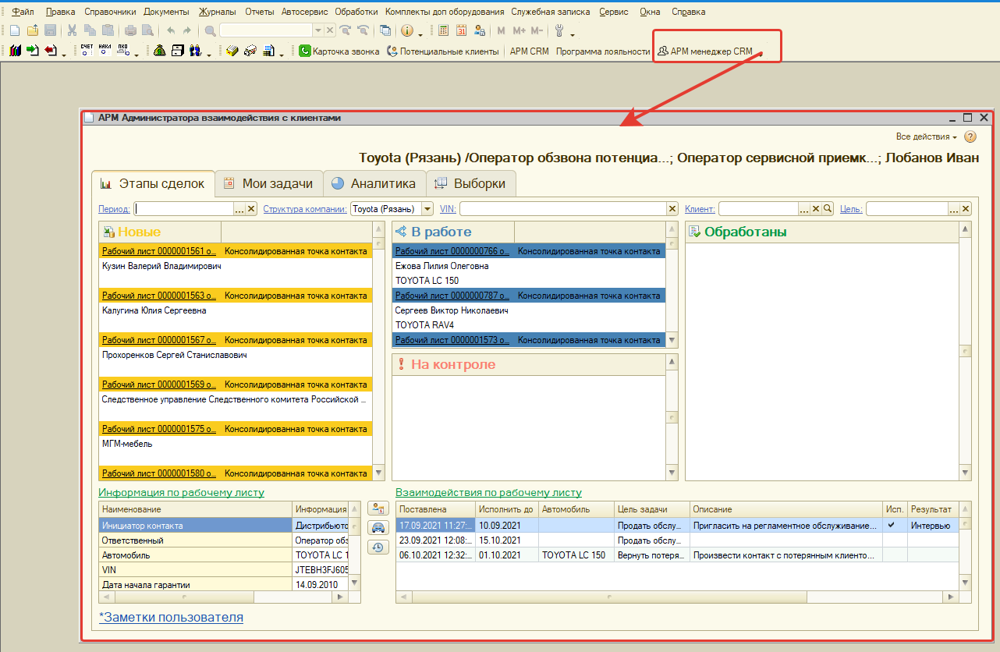 Файл Правка Справочники Документы Журналы Отчеты Автосервис Обработки Комплекты доп оборудования Служебная записка Сервис Окна Справка
31 M M+ M-
СЧЕТ НАКЛ ПКО Карточка звонка Потенциальные клиенты АРМ CRM Программа лояльности АРМ менеджер CRM
АРМ Администратора взаимодействия с клиентами
Все действия
Toyota (Рязань) /Оператор обзвона потенциа...; Оператор сервисной приемк...; Лобанов Иван
Этапы сделок Мои задачи Аналитика Выборки
Период: Структура компании: Toyota (Рязань) VIN: Клиент: Цель:
Новые
Рабочий лист 0000001561 о... Консолидированная точка контакта
Кузин Валерий Владимирович
Рабочий лист 0000001563 о... Консолидированная точка контакта
Калугина Юлия Сергеевна
Рабочий лист 0000001567 о... Консолидированная точка контакта
Прохоренков Сергей Станиславович
Рабочий лист 0000001569 о... Консолидированная точка контакта
Следственное управление Следственного комитета Российской ...
Рабочий лист 0000001575 о... Консолидированная точка контакта
МГМ-мебель
Рабочий лист 0000001580 о... Консолидированная точка контакта
В работе
Рабочий лист 0000000766 о... Консолидированная точка контакта
Ежова Лилия Олеговна
TOYOTA LC 150
Рабочий лист 0000000787 о... Консолидированная точка контакта
Сергеев Виктор Николаевич
TOYOTA RAV4
Рабочий лист 0000001573 о... Консолидированная точка контакта
На контроле
Обработаны
Информация по рабочему листу
Наименование Информация
Инициатор контакта Дистрибьюто
Ответственный Оператор обз
Автомобиль TOYOTA LC 1
VIN JTEBH3FJ605
Дата начала гарантии 14.09.2010
Взаимодействия по рабочему листу
Поставлена Исполнить до Автомобиль Цель задачи Описание Исп. Результат
17.09.2021 11:27:... 10.09.2021 Продать обслу... Пригласить на регламентное обслуживание... Интервью
23.09.2021 12:08:... 15.10.2021 Продать обслу...
06.10.2021 12:32:... 01.10.2021 TOYOTA LC 150 Вернуть потеря... Произвести контакт с потерянным клиенто...
*Заметки пользователя